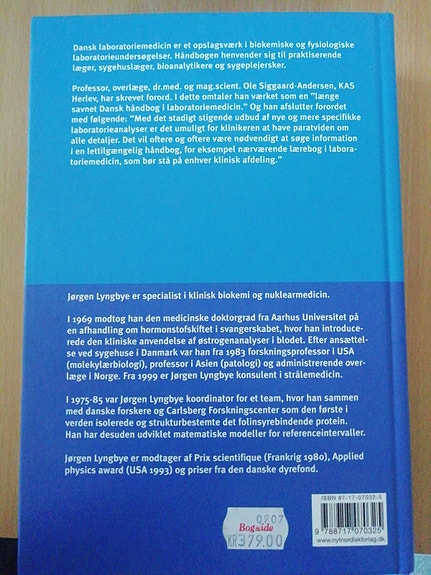 Dansk laboratoriemedicin er et opslagsværk i biokemiske og fysiologiske
laboratorieundersøgelser. Håndbogen henvender sig til praktiserende
læger, sygehuslæger, bioanalytikere og sygeplejersker.
Professor, overlæge, dr.med. og mag.scient. Ole Siggaard-Andersen, KAS
Herlev, har skrevet forord. I dette omtaler han værket som en "længe
savnet Dansk håndbog i laboratoriemedicin." Og han afslutter forordet
med følgende: "Med det stadigt stigende udbud af nye og mere specifikke
laboratorieanalyser er det umuligt for klinikeren at have paratviden om
alle detaljer. Det vil oftere og oftere være nødvendigt at søge information
i en lettilgængelig håndbog, for eksempel nærværende lærebog i labora-
toriemedicin, som bør stå på enhver klinisk afdeling."
Jørgen Lyngbye er specialist i klinisk biokemi og nuklearmedicin.
I 1969 modtog han den medicinske doktorgrad fra Aarhus Universitet på
en afhandling om hormonstofskiftet i svangerskabet, hvor han introduce-
rede den kliniske anvendelse af østrogenanalyser i blodet. Efter ansættel-
se ved sygehuse i Danmark var han fra 1983 forskningsprofessor i USA
(molekylærbiologi), professor i Asien (patologi) og administrerende over-
læge i Norge. Fra 1999 er Jørgen Lyngbye konsulent i strålemedicin.
I 1975-85 var Jørgen Lyngbye koordinator for et team, hvor han sammen
med danske forskere og Carlsberg Forskningscenter som den første i
verden isolerede og strukturbestemte det folinsyrebindende protein.
Han har desuden udviklet matematiske modeller for referenceintervaller.
Jørgen Lyngbye er modtager af Prix scientifique (Frankrig 1980), Applied
physics award (USA 1993) og priser fra den danske dyrefond.
0907
Bog&ide
KR379.00
ISBN 87-17-07032-5
9 788717 070325
www.nytnordiskforlag.dk